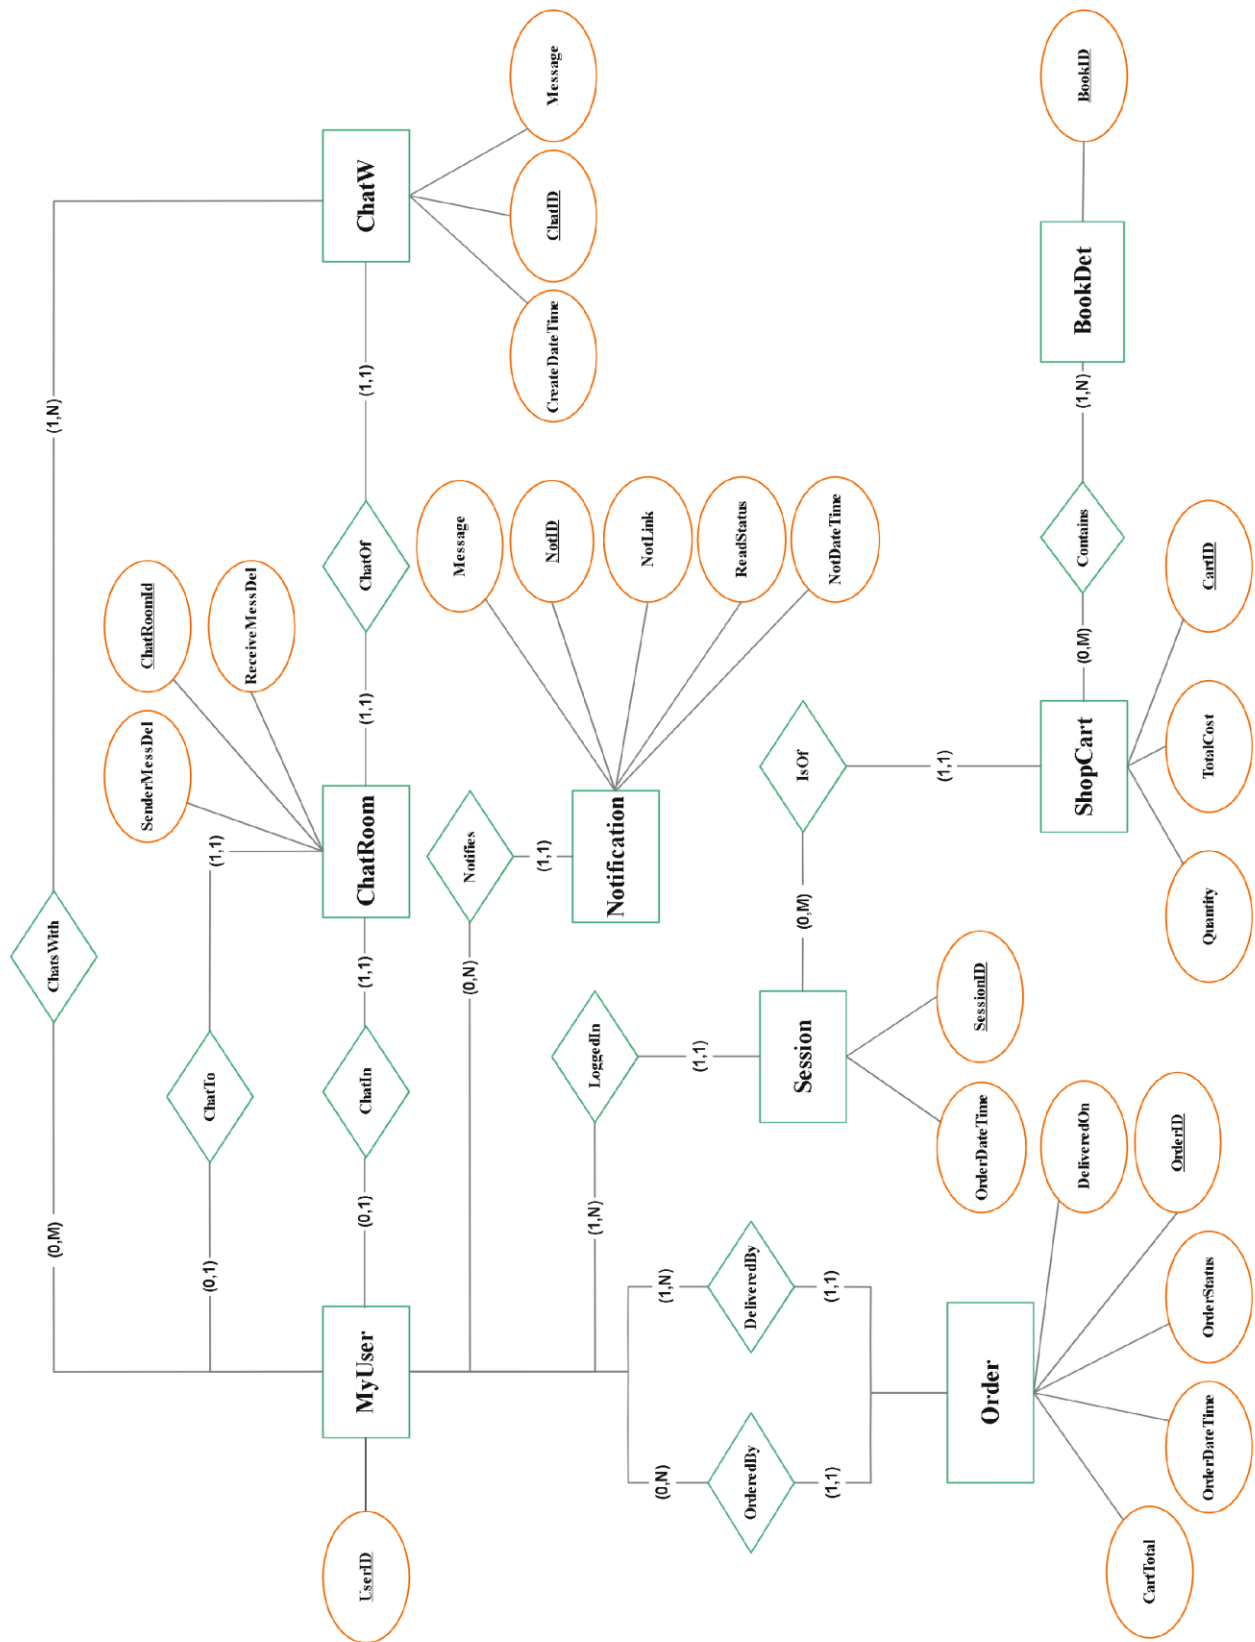 UserID
MyUser
(0,M)
ChatsWith
(1,N)
(0,1)
ChatTo
(1,1)
(0,1)
ChatIn
(1,1)
ChatRoom
SenderMessDel
ChatRoomId
ReceiveMessDel
(1,1)
ChatOf
(1,1)
ChatW
CreateDateTime
ChatID
Message
(0,N)
Notifies
(1,1)
Notification
Message
NotID
NotLink
ReadStatus
NotDateTime
(1,N)
LoggedIn
(1,1)
Session
OrderDateTime
SessionID
(0,M)
IsOf
(1,1)
ShopCart
Quantity
TotalCost
CartID
(0,M)
Contains
(1,N)
BookDet
BookID
(0,N)
OrderedBy
(1,1)
(1,N)
DeliveredBy
(1,1)
Order
CartTotal
OrderDateTime
OrderStatus
OrderID
DeliveredOn